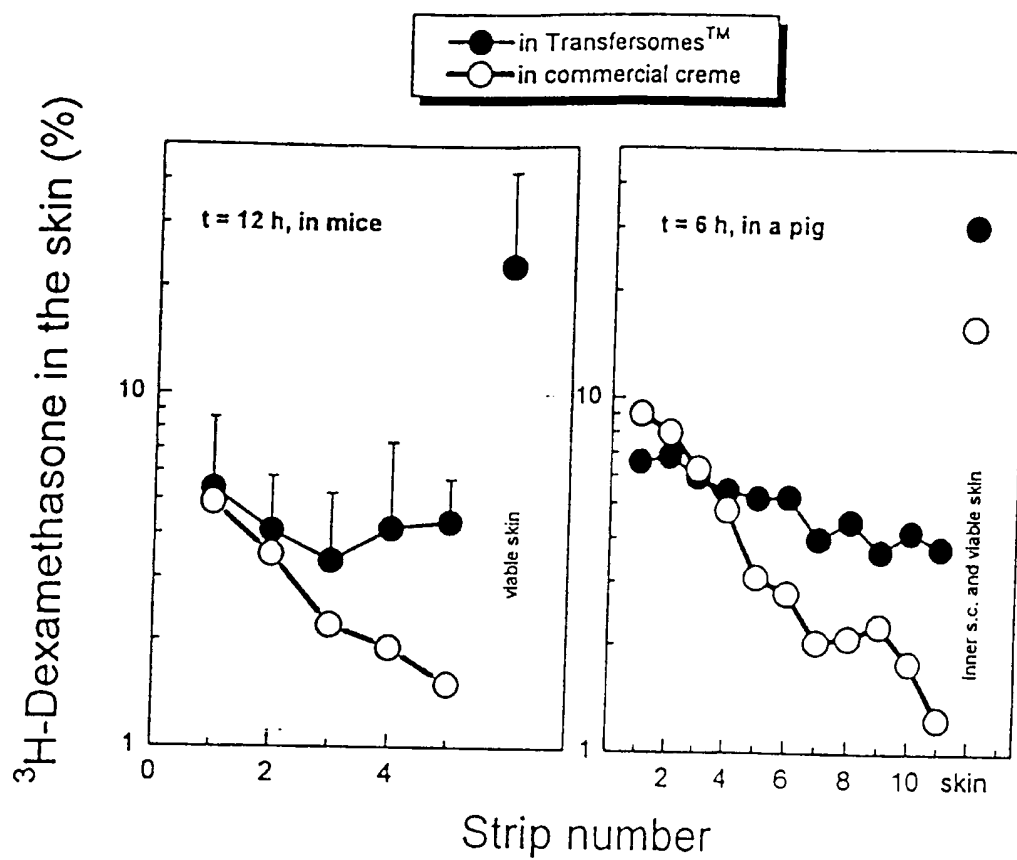 in Transfersomes™
in commercial creme
³H-Dexamethasone in the skin (%)
t = 12 h, in mice
10
1
0
2
4
viable skin
t = 6 h, in a pig
10
1
2
4
6
8
10
skin
Inner s.c. and viable skin
Strip number